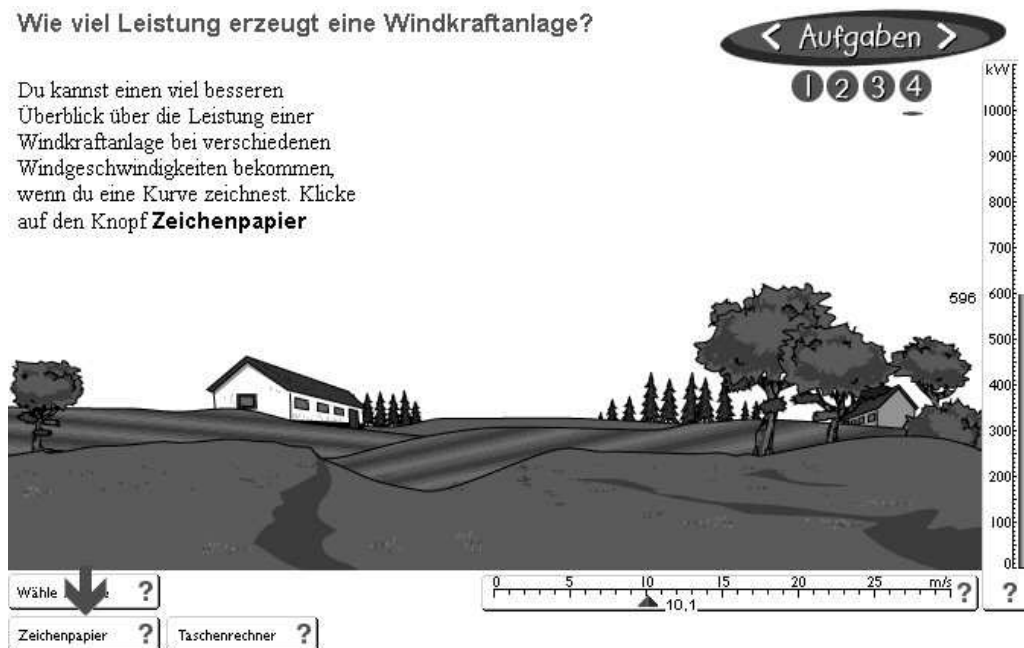 Wie viel Leistung erzeugt eine Windkraftanlage?
< Aufgaben >
1 2 3 4
Du kannst einen viel besseren
Überblick über die Leistung einer
Windkraftanlage bei verschiedenen
Windgeschwindigkeiten bekommen,
wenn du eine Kurve zeichnest. Klicke
auf den Knopf Zeichenpapier
kW
1000
900
800
700
596
600
500
400
300
200
100
0
Wähle ?
0 5 10 15 20 25 m/s ?
10,1
?
Zeichenpapier ?
Taschenrechner ?